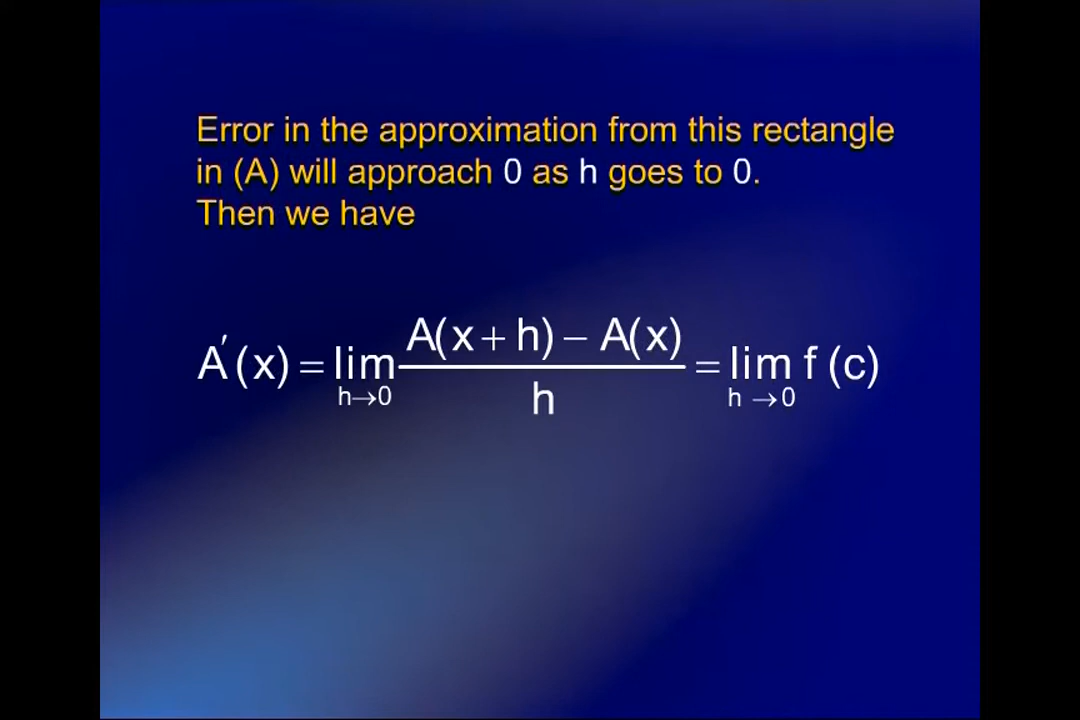 Error in the approximation from this rectangle
in (A) will approach 0 as h goes to 0.
Then we have
A′(x) = lim h→0 A(x + h) − A(x) / h = lim h →0 f (c)